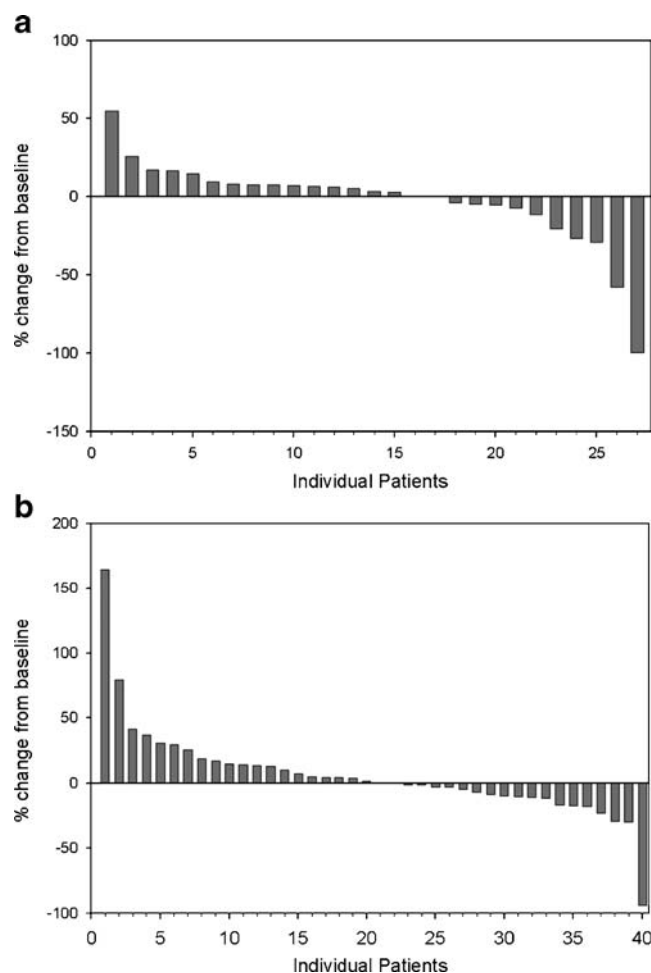 a
100
50
0
-50
-100
-150
% change from baseline
0 5 10 15 20 25
Individual Patients
b
200
150
100
50
0
-50
-100
% change from baseline
0 5 10 15 20 25 30 35 40
Individual Patients